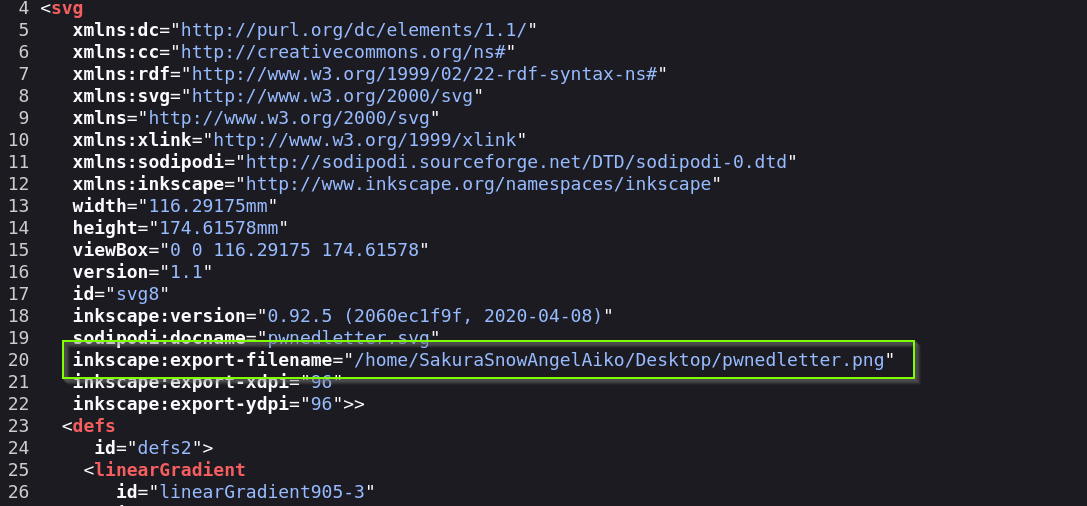 4 <svg
5 xmlns:dc="http://purl.org/dc/elements/1.1/"
6 xmlns:cc="http://creativecommons.org/ns#"
7 xmlns:rdf="http://www.w3.org/1999/02/22-rdf-syntax-ns#"
8 xmlns:svg="http://www.w3.org/2000/svg"
9 xmlns="http://www.w3.org/2000/svg"
10 xmlns:xlink="http://www.w3.org/1999/xlink"
11 xmlns:sodipodi="http://sodipodi.sourceforge.net/DTD/sodipodi-0.dtd"
12 xmlns:inkscape="http://www.inkscape.org/namespaces/inkscape"
13 width="116.29175mm"
14 height="174.61578mm"
15 viewBox="0 0 116.29175 174.61578"
16 version="1.1"
17 id="svg8"
18 inkscape:version="0.92.5 (2060ec1f9f, 2020-04-08)"
19 sodipodi:docname="pwnedletter.svg"
20 inkscape:export-filename="/home/SakuraSnowAngelAiko/Desktop/pwnedletter.png"
21 inkscape:export-xdpi="96"
22 inkscape:export-ydpi="96">>
23 <defs
24 id="defs2">
25 <linearGradient
26 id="linearGradient905-3"